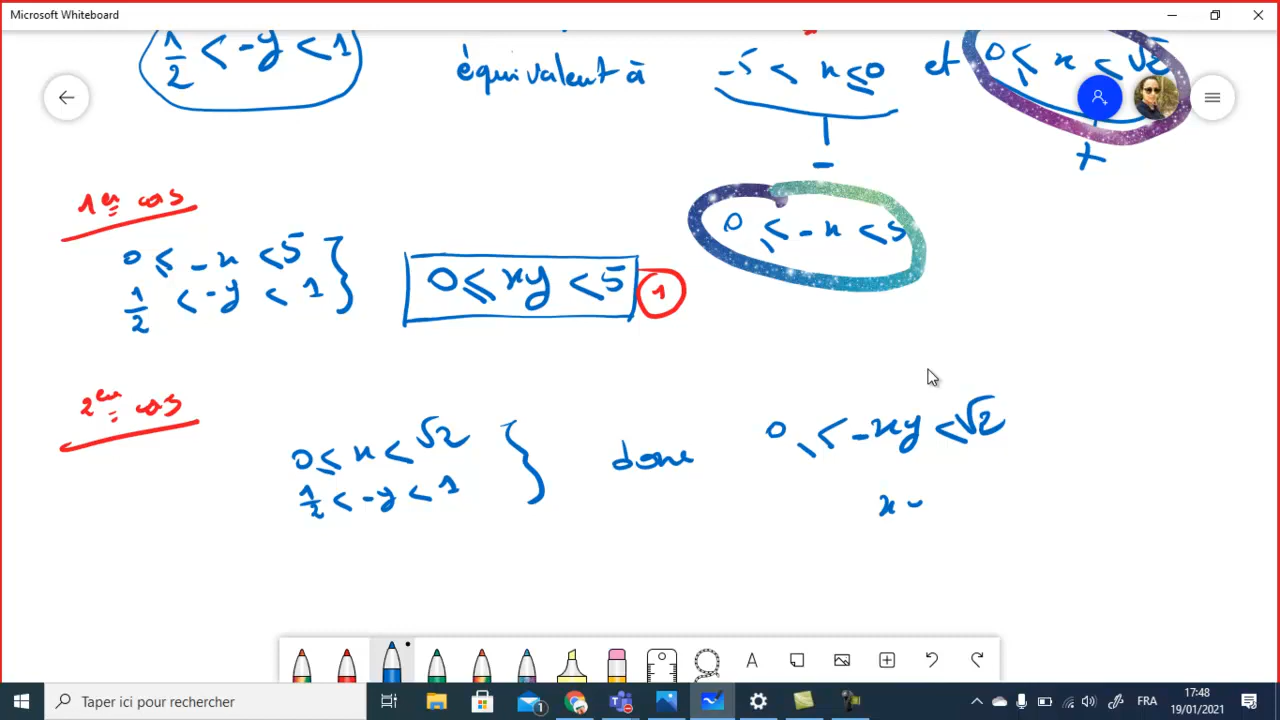 Microsoft Whiteboard
1/2 < -y < 1
équivalent à -5 < x ≤ 0 et 0 ≤ x < √2
-
+
1er cas
0 ≤ -x < 5
0 ≤ -x < 5
1/2 < -y < 1
0 ≤ xy < 5
1
2em cas
0 ≤ x < √2
1/2 < -y < 1
donc 0 ≤ -xy < √2
x
A
Taper ici pour rechercher
1
FRA
17:48
19/01/2021